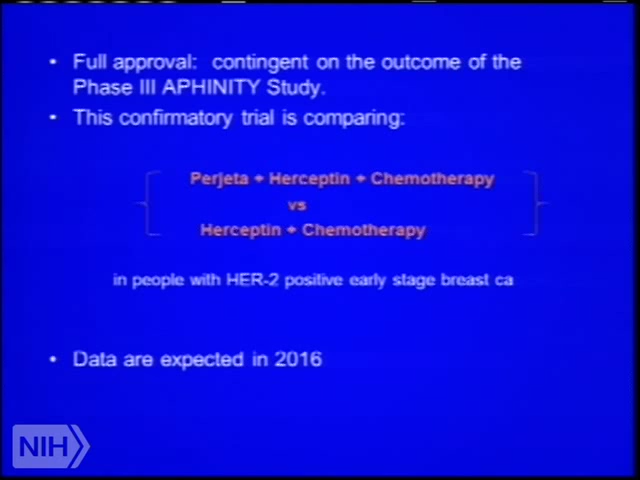 • Full approval: contingent on the outcome of the
Phase III APHINITY Study.
• This confirmatory trial is comparing:
Perjeta + Herceptin + Chemotherapy
vs
Herceptin + Chemotherapy
in people with HER-2 positive early stage breast ca
• Data are expected in 2016
NIH